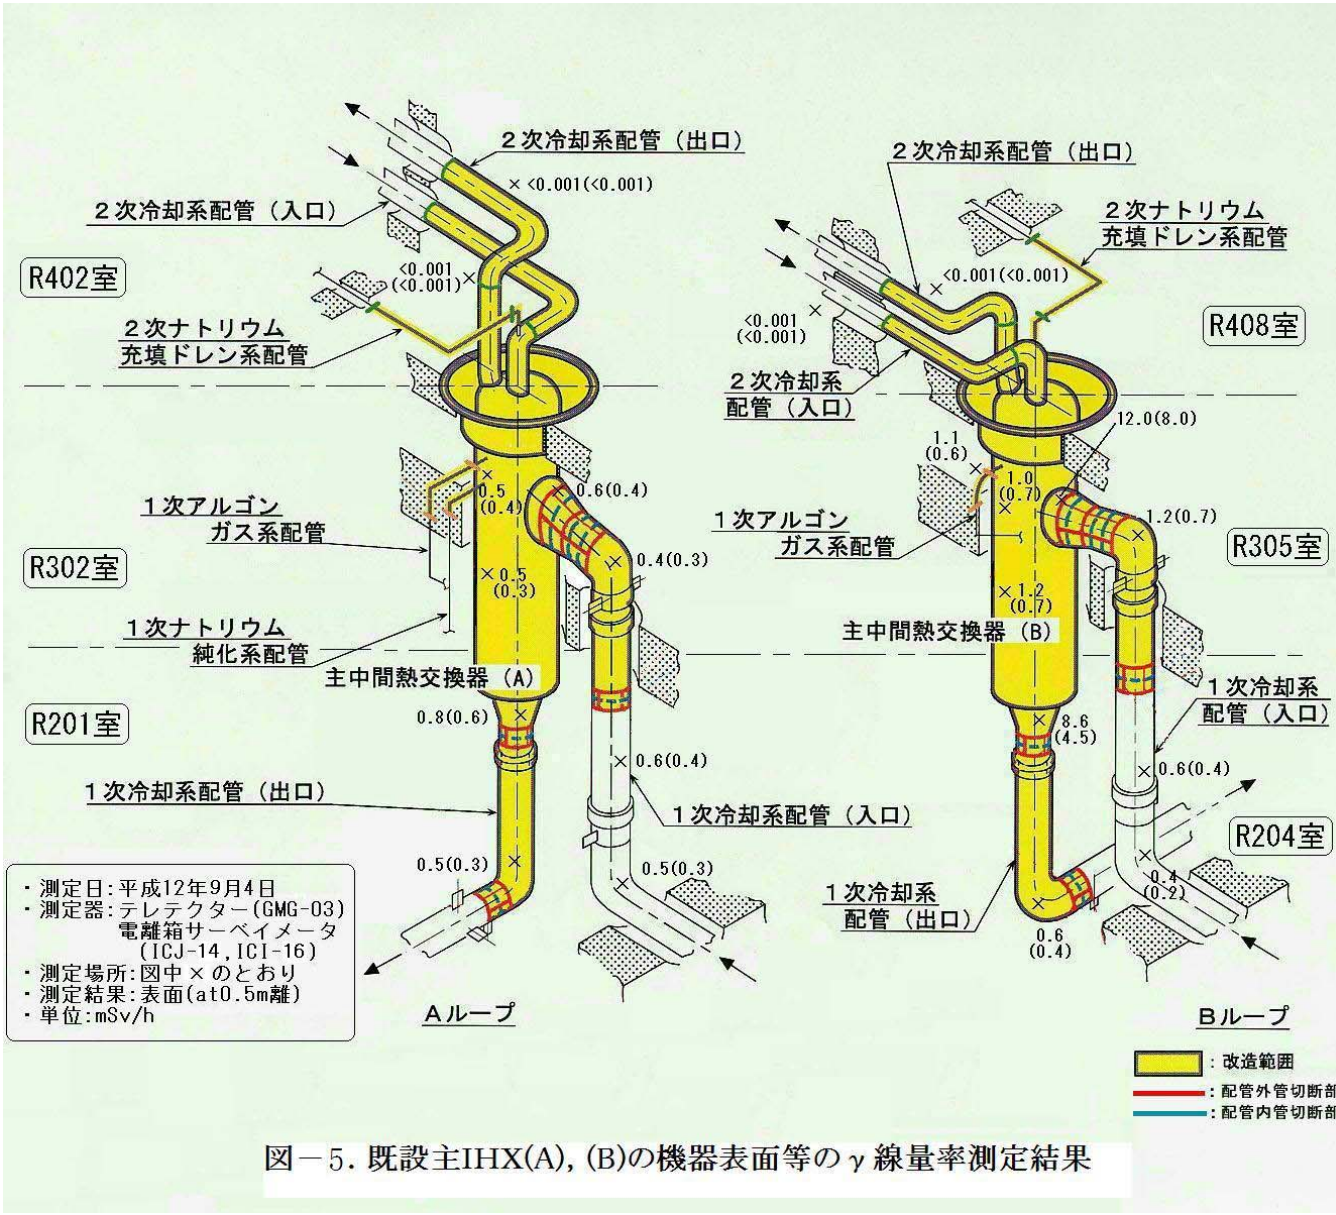 2次冷却系配管（出口）
×<0.001(<0.001)
2次冷却系配管（入口）
R402室
<0.001
(<0.001)×
2次ナトリウム
充填ドレン系配管
1次アルゴン
ガス系配管
×
0.5
(0.4)
×
0.6(0.4)
R302室
×
0.4(0.3)
×0.5
(0.3)
1次ナトリウム
純化系配管
主中間熱交換器（A）
R201室
0.8(0.6)
×
×0.6(0.4)
1次冷却系配管（出口）
1次冷却系配管（入口）
0.5(0.3)
×
×
0.5(0.3)
Aループ
2次冷却系配管（出口）
2次ナトリウム
充填ドレン系配管
×
<0.001(<0.001)
<0.001
(<0.001)
×
R408室
2次冷却系
配管（入口）
12.0(8.0)
×
1.1
(0.6)
×
1.0
(0.7)
×
1次アルゴン
ガス系配管
1.2(0.7)
×
R305室
×1.2
(0.7)
主中間熱交換器（B）
1次冷却系
配管（入口）
×
8.6
(4.5)
×0.6(0.4)
R204室
1次冷却系
配管（出口）
×
0.4
(0.2)
×
0.6
(0.4)
Bループ
・測定日:平成12年9月4日
・測定器:テレテクター(GMG-03)
電離箱サーベイメータ
(ICJ-14,ICI-16)
・測定場所:図中×のとおり
・測定結果:表面(at0.5m離)
・単位:mSv/h
：改造範囲
：配管外管切断部
：配管内管切断部
図－5. 既設主IHX(A), (B)の機器表面等のγ線量率測定結果